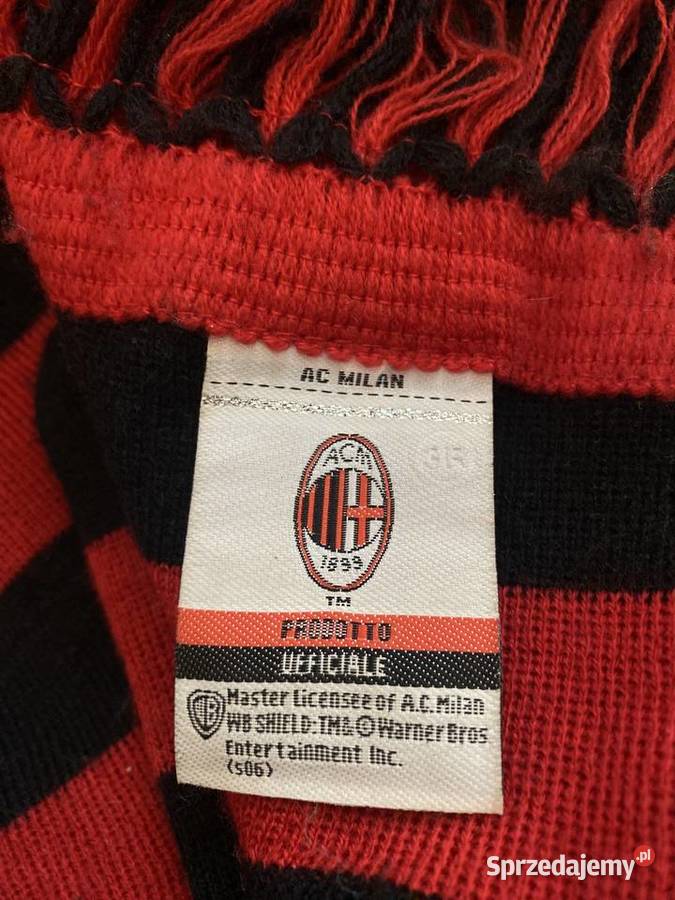 AC MILAN
ACM
1899
TM
PRODOTTO
UFFICIALE
WB
Master Licensee of A.C. Milan
WB SHIELD: TM & © Warner Bros
Entertainment Inc.
(s06)
Sprzedajemy.pl